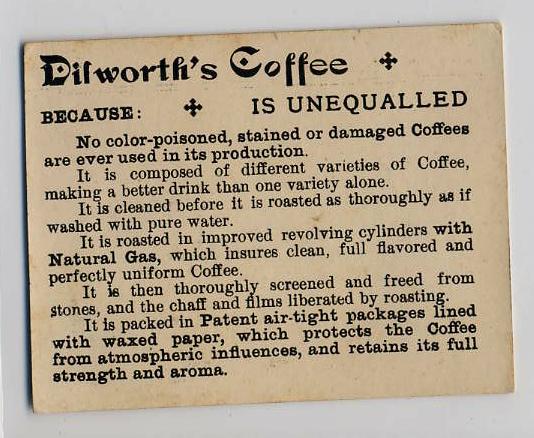 Dilworth's Coffee
BECAUSE: IS UNEQUALLED
No color-poisoned, stained or damaged Coffees
are ever used in its production.
It is composed of different varieties of Coffee,
making a better drink than one variety alone.
It is cleaned before it is roasted as thoroughly as if
washed with pure water.
It is roasted in improved revolving cylinders with
Natural Gas, which insures clean, full flavored and
perfectly uniform Coffee.
It is then thoroughly screened and freed from
stones, and the chaff and films liberated by roasting.
It is packed in Patent air-tight packages lined
with waxed paper, which protects the Coffee
from atmospheric influences, and retains its full
strength and aroma.